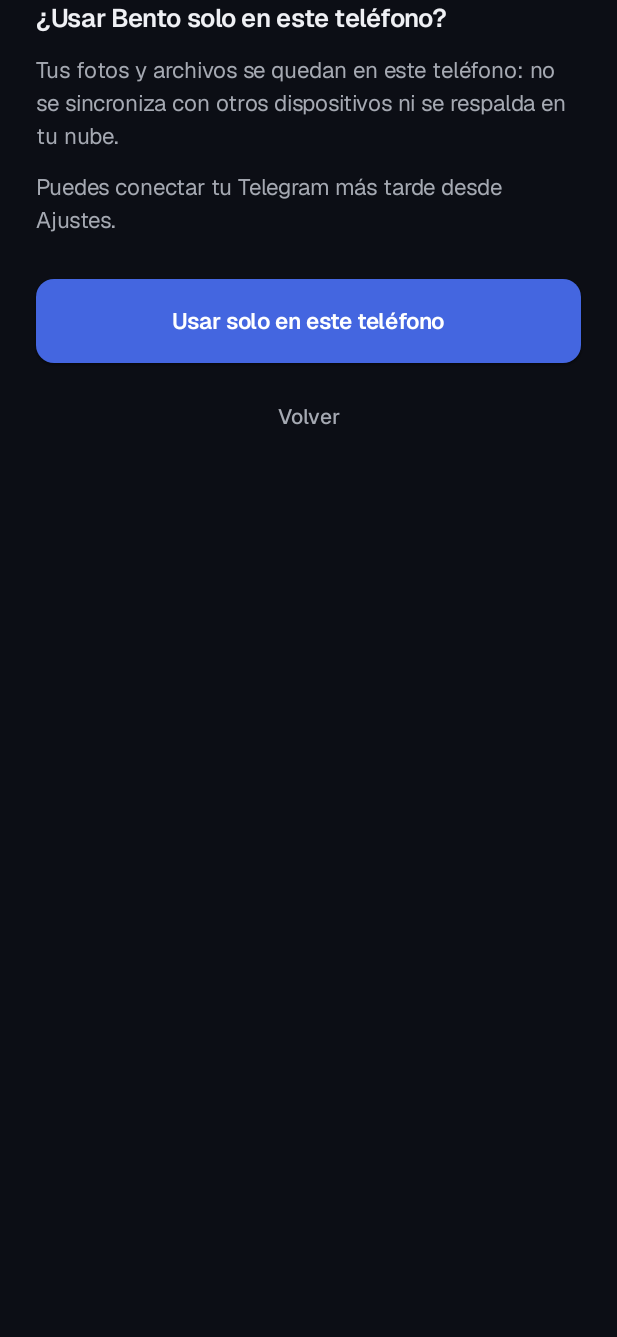 ¿Usar Bento solo en este teléfono?
Tus fotos y archivos se quedan en este teléfono: no
se sincroniza con otros dispositivos ni se respalda en
tu nube.
Puedes conectar tu Telegram más tarde desde
Ajustes.
Usar solo en este teléfono
Volver